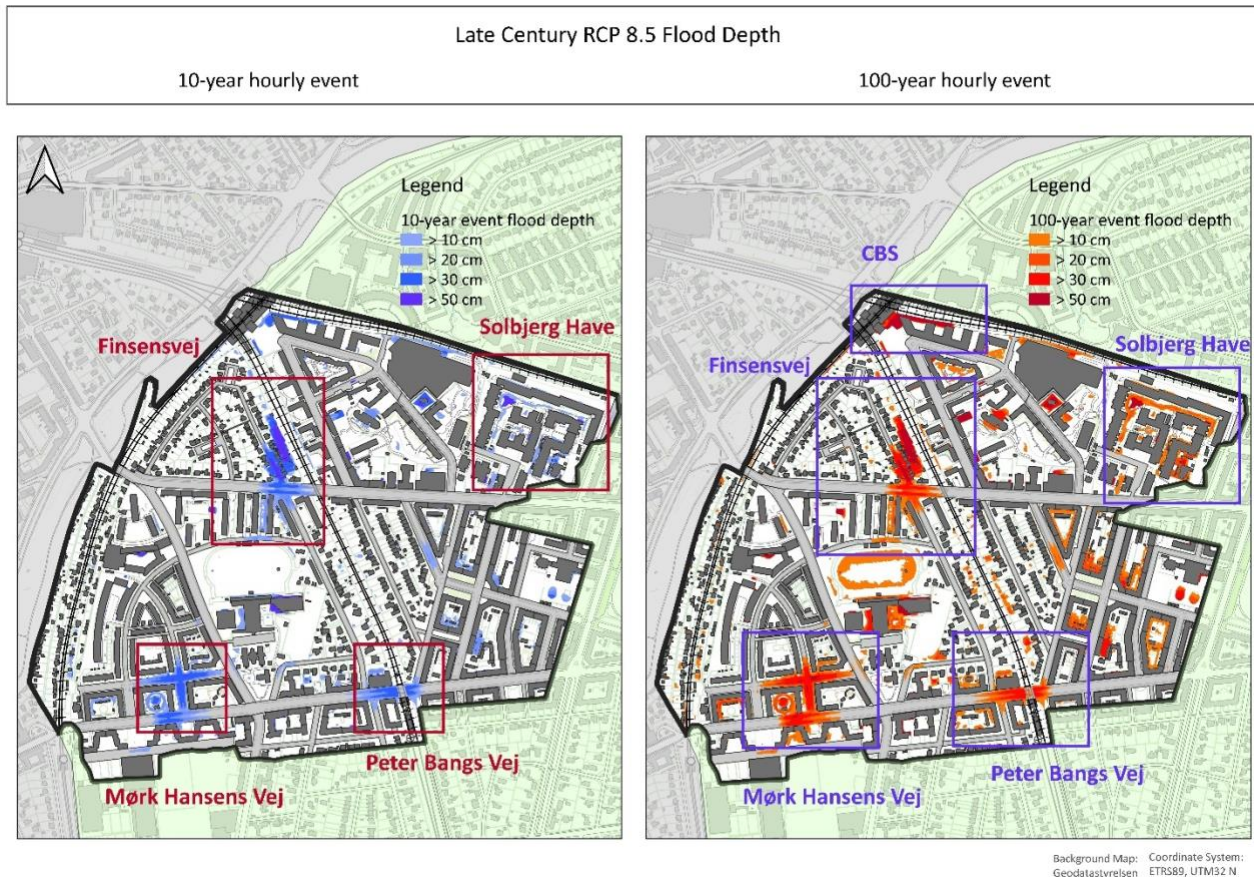 Late Century RCP 8.5 Flood Depth
10-year hourly event
100-year hourly event
Legend
10-year event flood depth
> 10 cm
> 20 cm
> 30 cm
> 50 cm
Solbjerg Have
Finsensvej
Peter Bangs Vej
Mørk Hansens Vej
Legend
100-year event flood depth
> 10 cm
> 20 cm
> 30 cm
> 50 cm
CBS
Solbjerg Have
Finsensvej
Peter Bangs Vej
Mørk Hansens Vej
Background Map:
Geodatastyrelsen
Coordinate System:
ETRS89, UTM32 N